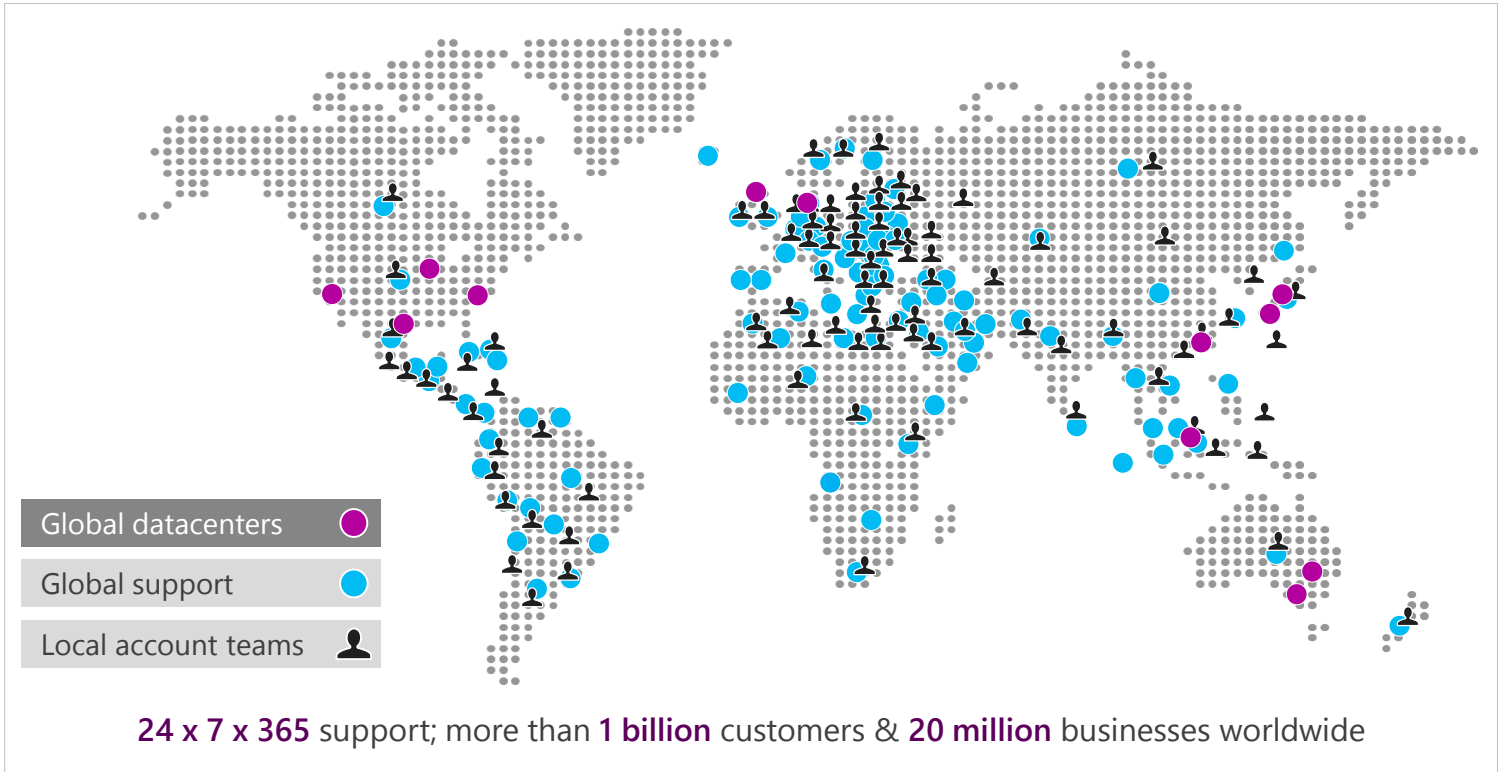 Global datacenters
Global support
Local account teams
24 x 7 x 365 support; more than 1 billion customers & 20 million businesses worldwide